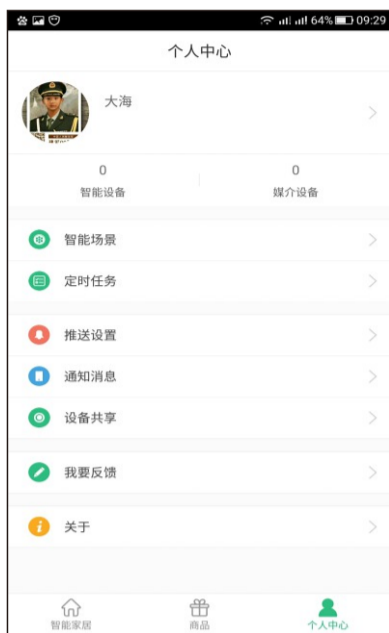 64% 09:29
个人中心
大海
0
智能设备
0
媒介设备
智能场景
定时任务
推送设置
通知消息
设备共享
我要反馈
关于
智能家居
商品
个人中心